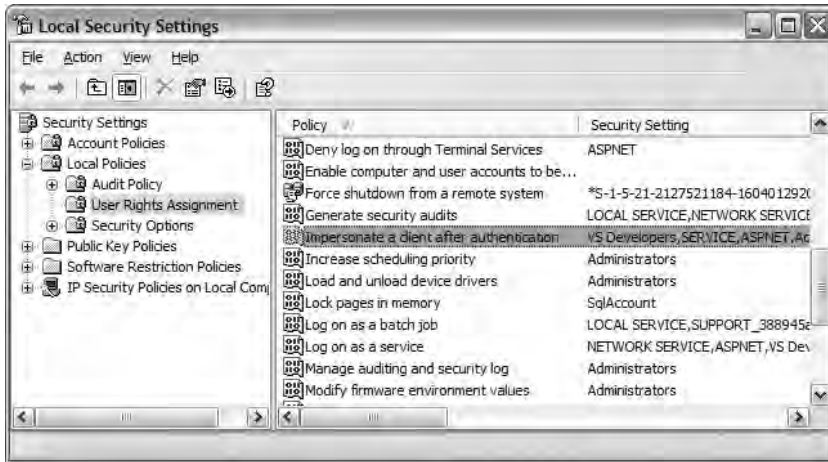 Local Security Settings
File Action View Help
Security Settings
Account Policies
Local Policies
Audit Policy
User Rights Assignment
Security Options
Public Key Policies
Software Restriction Policies
IP Security Policies on Local Comp
Policy Security Setting
Deny log on through Terminal Services ASPNET
Enable computer and user accounts to be...
Force shutdown from a remote system *S-1-5-21-2127521184-1604012920
Generate security audits LOCAL SERVICE,NETWORK SERVICE
Impersonate a client after authentication VS Developers,SERVICE,ASPNET,Ad
Increase scheduling priority Administrators
Load and unload device drivers Administrators
Lock pages in memory SqlAccount
Log on as a batch job LOCAL SERVICE,SUPPORT_388945a
Log on as a service NETWORK SERVICE,ASPNET,VS Dev
Manage auditing and security log Administrators
Modify firmware environment values Administrators